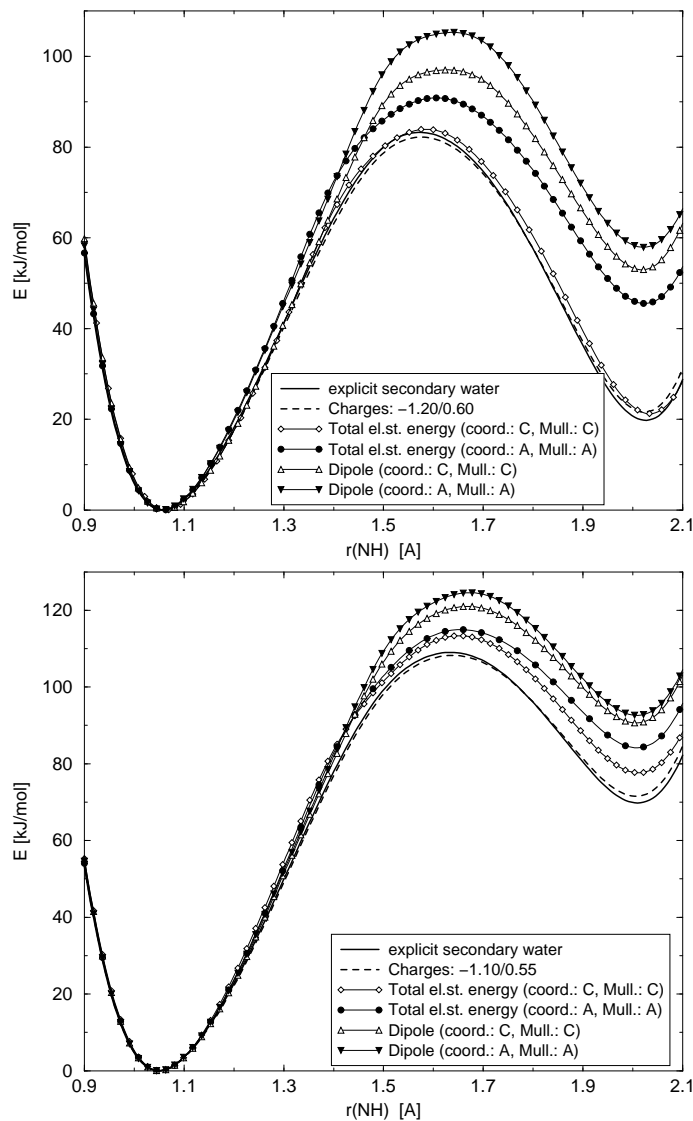 100
80
60
40
20
0
E [kJ/mol]
explicit secondary water
Charges: −1.20/0.60
Total el.st. energy (coord.: C, Mull.: C)
Total el.st. energy (coord.: A, Mull.: A)
Dipole (coord.: C, Mull.: C)
Dipole (coord.: A, Mull.: A)
0.9 1.1 1.3 1.5 1.7 1.9 2.1
r(NH) [A]
120
100
80
60
40
20
0
E [kJ/mol]
explicit secondary water
Charges: −1.10/0.55
Total el.st. energy (coord.: C, Mull.: C)
Total el.st. energy (coord.: A, Mull.: A)
Dipole (coord.: C, Mull.: C)
Dipole (coord.: A, Mull.: A)
0.9 1.1 1.3 1.5 1.7 1.9 2.1
r(NH) [A]